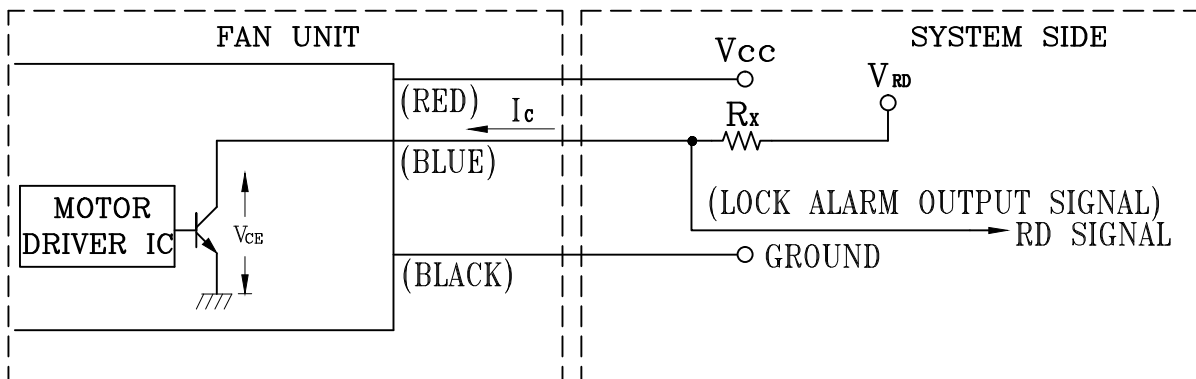 FAN UNIT
SYSTEM SIDE
Vcc
VRD
(RED)
IC
RX
(BLUE)
MOTOR
DRIVER IC
VCE
(LOCK ALARM OUTPUT SIGNAL)
RD SIGNAL
(BLACK)
GROUND